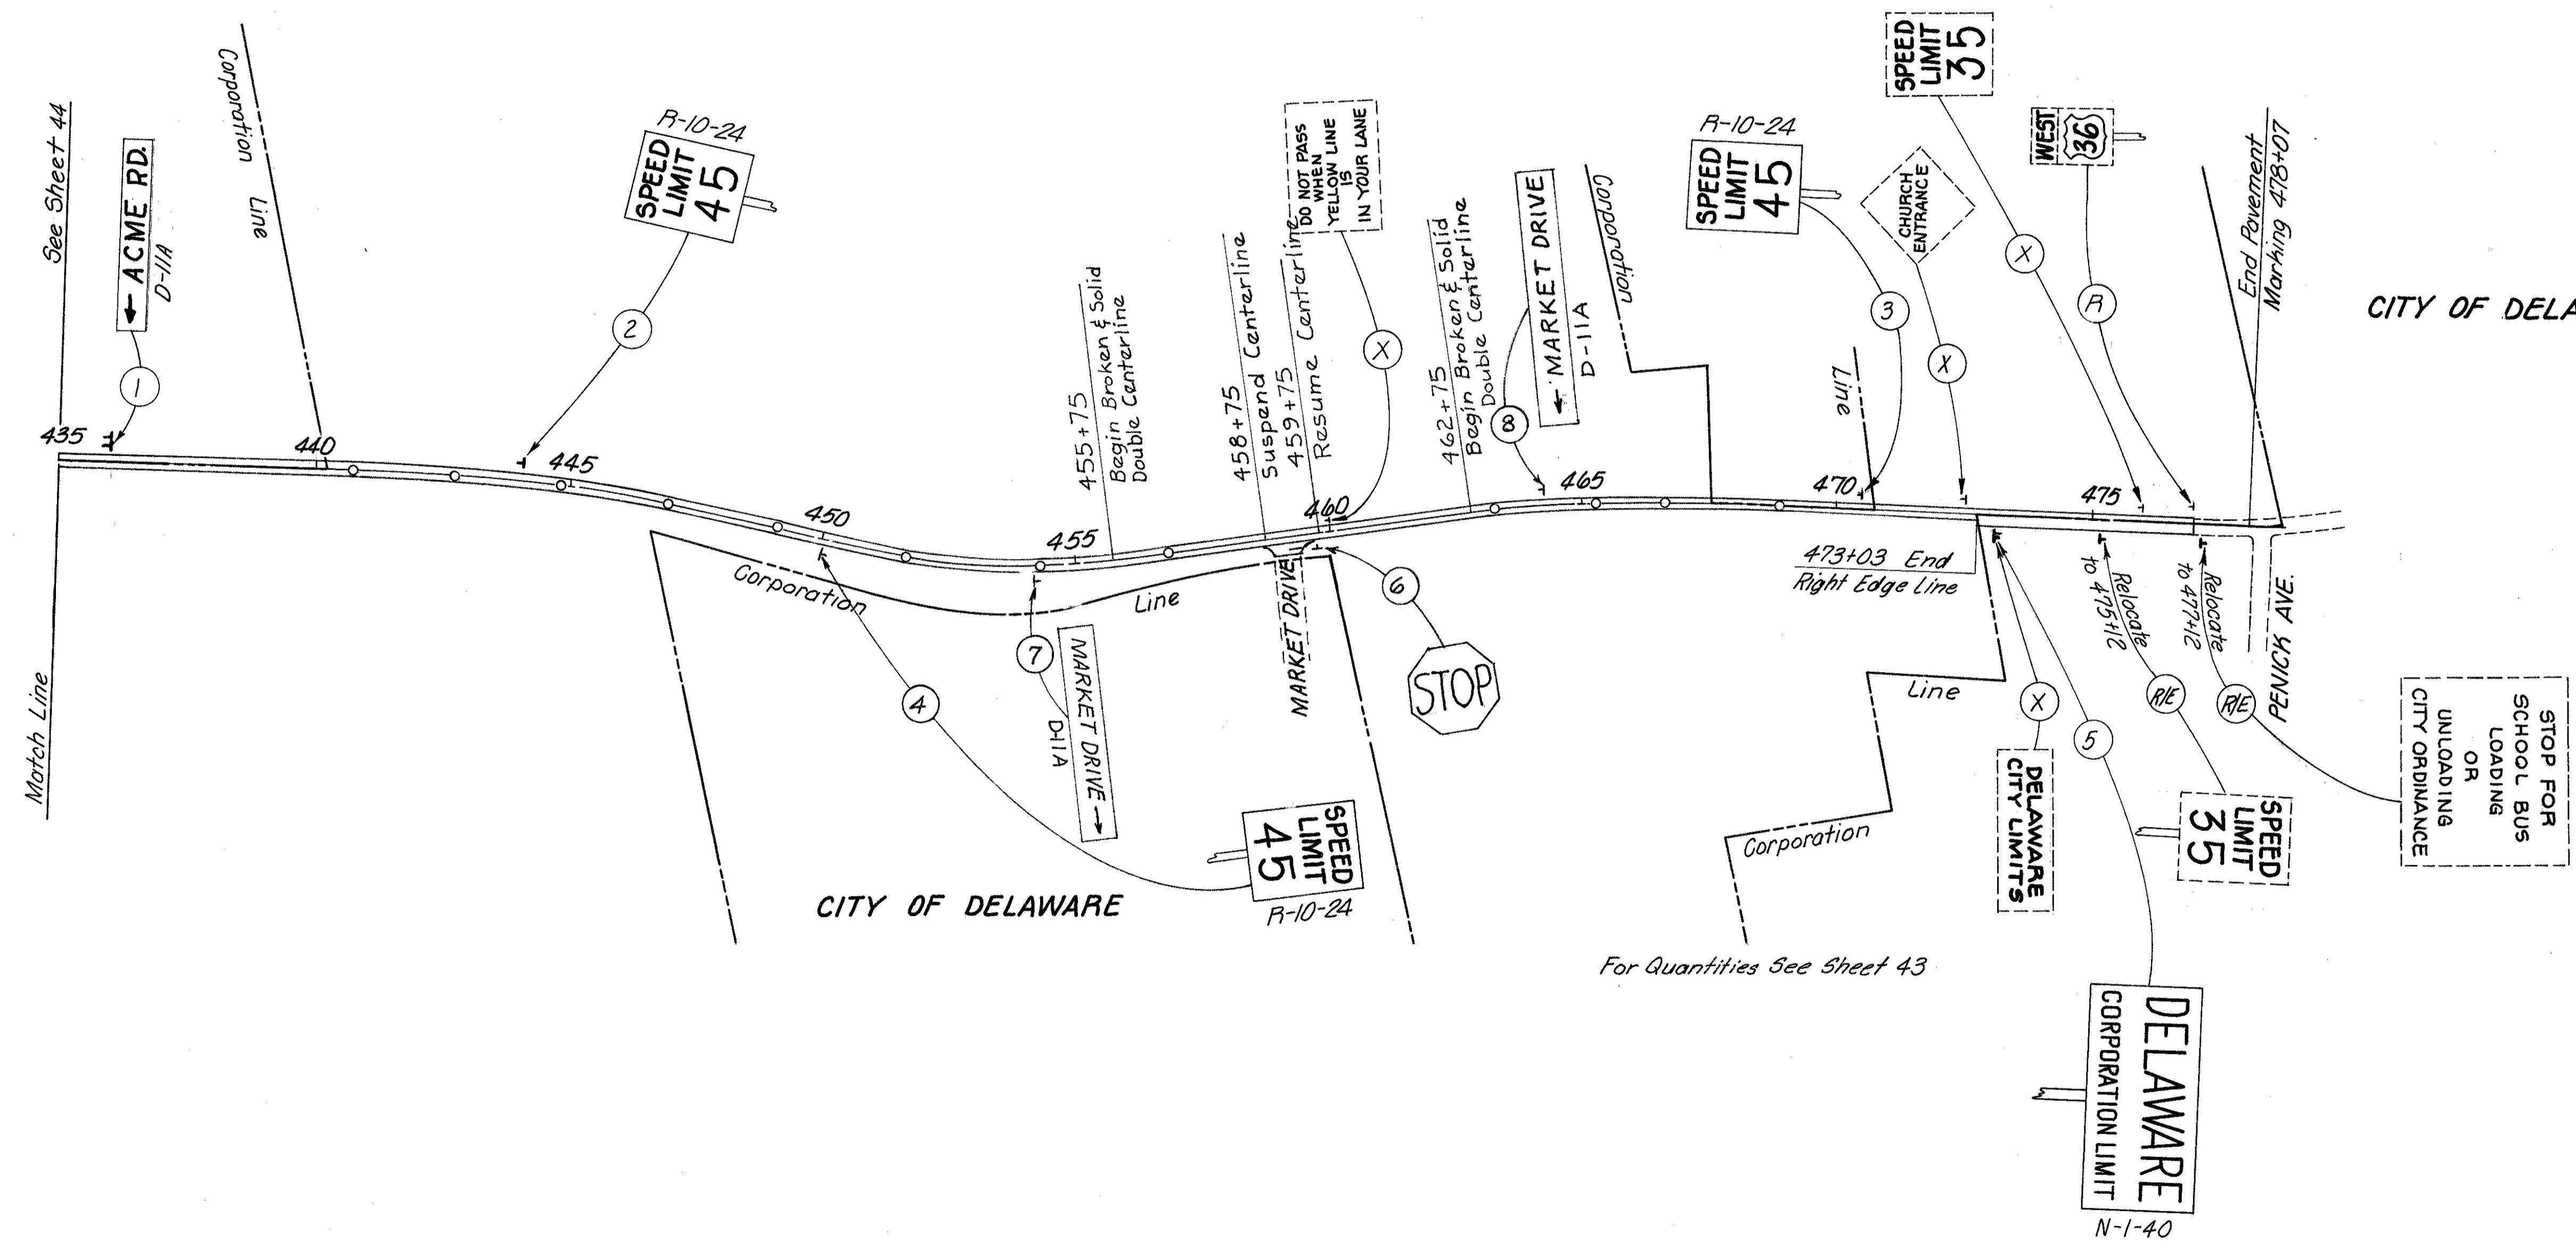 See Sheet 44
← ACME RD.
D-11A
Corporation Line
R-10-24
SPEED
LIMIT
45
455+75
Begin Broken & Solid
Double Centerline
458+75
Suspend Centerline
459+75
Resume Centerline
DO NOT PASS
WHEN
YELLOW LINE
IS
IN YOUR LANE
462+75
Begin Broken & Solid
Double Centerline
← MARKET DRIVE
D-11A
Corporation
Line
R-10-24
SPEED
LIMIT
45
CHURCH
ENTRANCE
SPEED
LIMIT
35
WEST
36
End Pavement
Marking 478+07
CITY OF DELA
1
2
X
8
3
X
X
R
435
440
445
450
455
460
465
470
475
Match Line
Corporation
Line
4
7
MARKET DRIVE →
D-11A
MARKET DRIVE
6
STOP
SPEED
LIMIT
45
R-10-24
CITY OF DELAWARE
473+03 End
Right Edge Line
Line
Corporation
For Quantities See Sheet 43
X
DELAWARE
CITY LIMITS
5
Relocate
to 475+12
R/E
SPEED
LIMIT
35
Relocate
to 477+12
R/E
PENICK AVE.
STOP FOR
SCHOOL BUS
LOADING
OR
UNLOADING
CITY ORDINANCE
DELAWARE
CORPORATION LIMIT
N-1-40